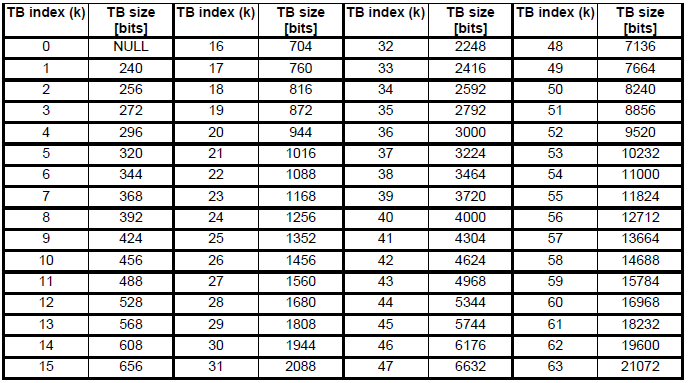 TB index (k) TB size [bits] TB index (k) TB size [bits] TB index (k) TB size [bits] TB index (k) TB size [bits]
0 NULL 16 704 32 2248 48 7136
1 240 17 760 33 2416 49 7664
2 256 18 816 34 2592 50 8240
3 272 19 872 35 2792 51 8856
4 296 20 944 36 3000 52 9520
5 320 21 1016 37 3224 53 10232
6 344 22 1088 38 3464 54 11000
7 368 23 1168 39 3720 55 11824
8 392 24 1256 40 4000 56 12712
9 424 25 1352 41 4304 57 13664
10 456 26 1456 42 4624 58 14688
11 488 27 1560 43 4968 59 15784
12 528 28 1680 44 5344 60 16968
13 568 29 1808 45 5744 61 18232
14 608 30 1944 46 6176 62 19600
15 656 31 2088 47 6632 63 21072